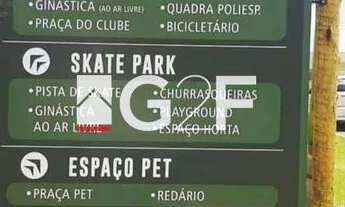 • GINÁSTICA (AO AR LIVRE) • QUADRA POLIESP.
• PRAÇA DO CLUBE • BICICLETÁRIO
SKATE PARK
• PISTA DE SKATE • CHURRASQUEIRAS
• GINÁSTICA • PLAYGROUND
AO AR LIVRE • ESPAÇO HORTA
G2F
ESPAÇO PET
• PRAÇA PET • REDÁRIO